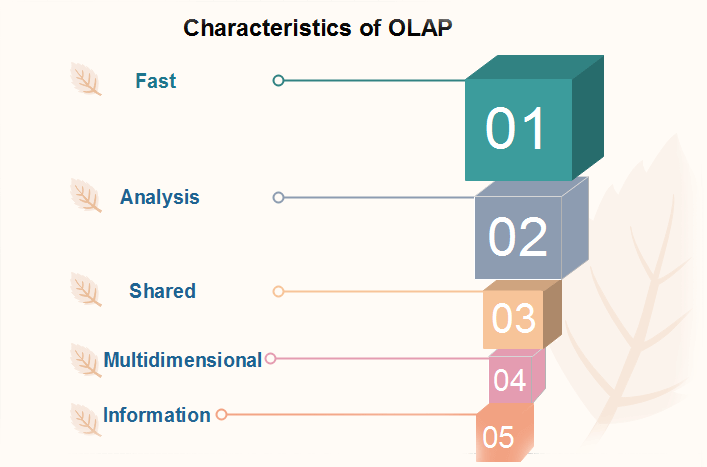 Characteristics of OLAP
Fast
01
Analysis
02
Shared
03
Multidimensional
04
Information
05